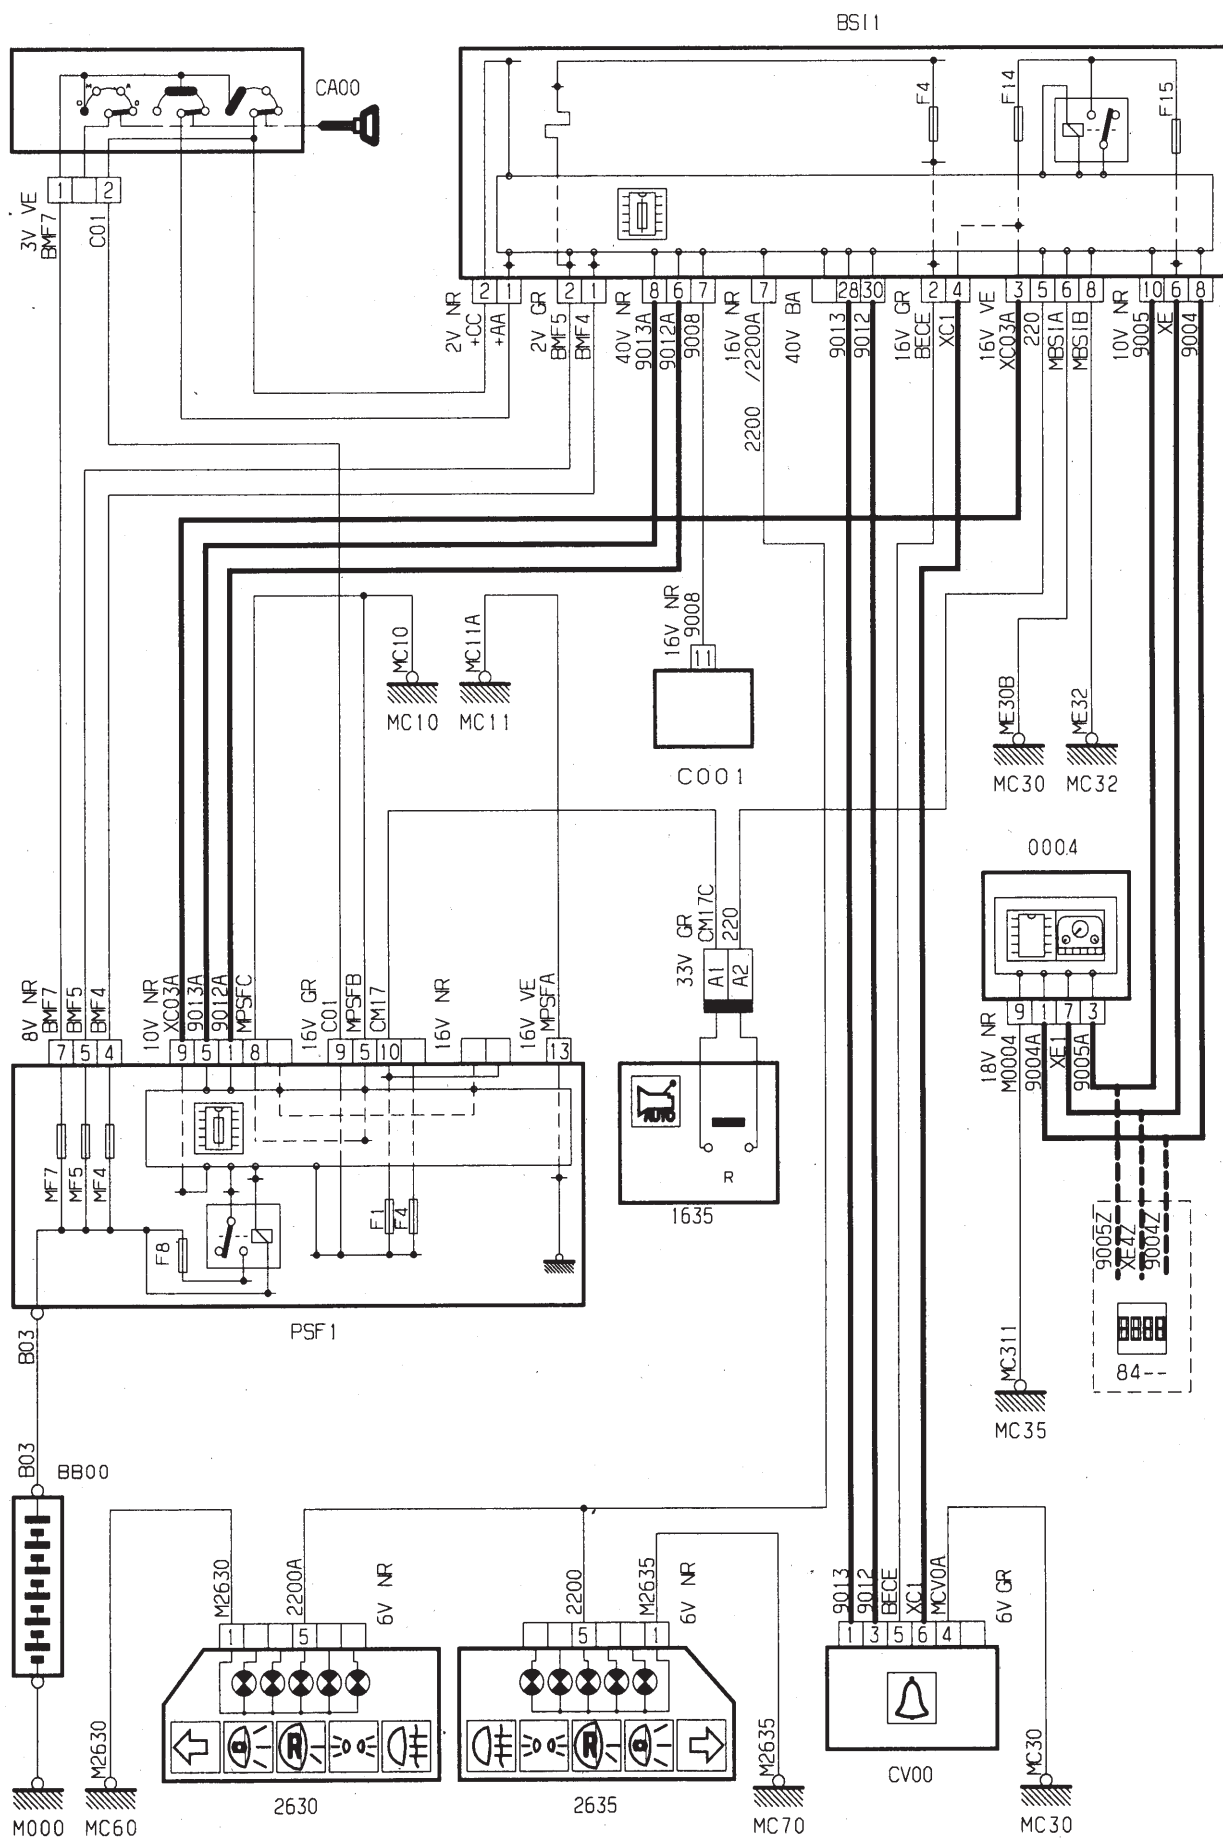 BSI1
CA00
M
A
O
D
F4
F14
F15
1
2
3V VE
BMF7
C01
2
1
2
1
8
6
7
7
28
30
2
4
3
5
6
8
10
6
8
2V NR
+CC
+AA
2V GR
BMF5
BMF4
40V NR
9013A
9012A
9008
16V NR
/2200A
2200
40V BA
9013
9012
16V GR
BECE
XC1
16V VE
XC03A
220
MBSIA
MBSIB
10V NR
9005
XE
9004
MC10
MC10
MC11A
MC11
16V NR
9008
11
C001
ME30B
MC30
ME32
MC32
0004
33V GR
CM17C
220
A1
A2
9
1
7
3
18V NR
M0004
9004A
XE1
9005A
8V NR
BMF7
BMF5
BMF4
10V NR
XC03A
9013A
9012A
MPSFC
16V GR
C01
MPSFB
CM17
16V NR
16V VE
MPSFA
7
5
4
9
5
1
8
9
5
10
13
MF7
MF5
MF4
F8
F1
F4
AUTO
R
1635
PSF1
9005Z
XE4Z
9004Z
8888
84--
MC311
MC35
B03
B03
BB00
M2630
2200A
6V NR
2200
M2635
6V NR
9013
9012
BECE
XC1
MCV0A
6V GR
1
5
5
1
1
3
5
6
4
R
R
M2630
M2635
MC30
2630
2635
CV00
M000
MC60
MC70
MC30